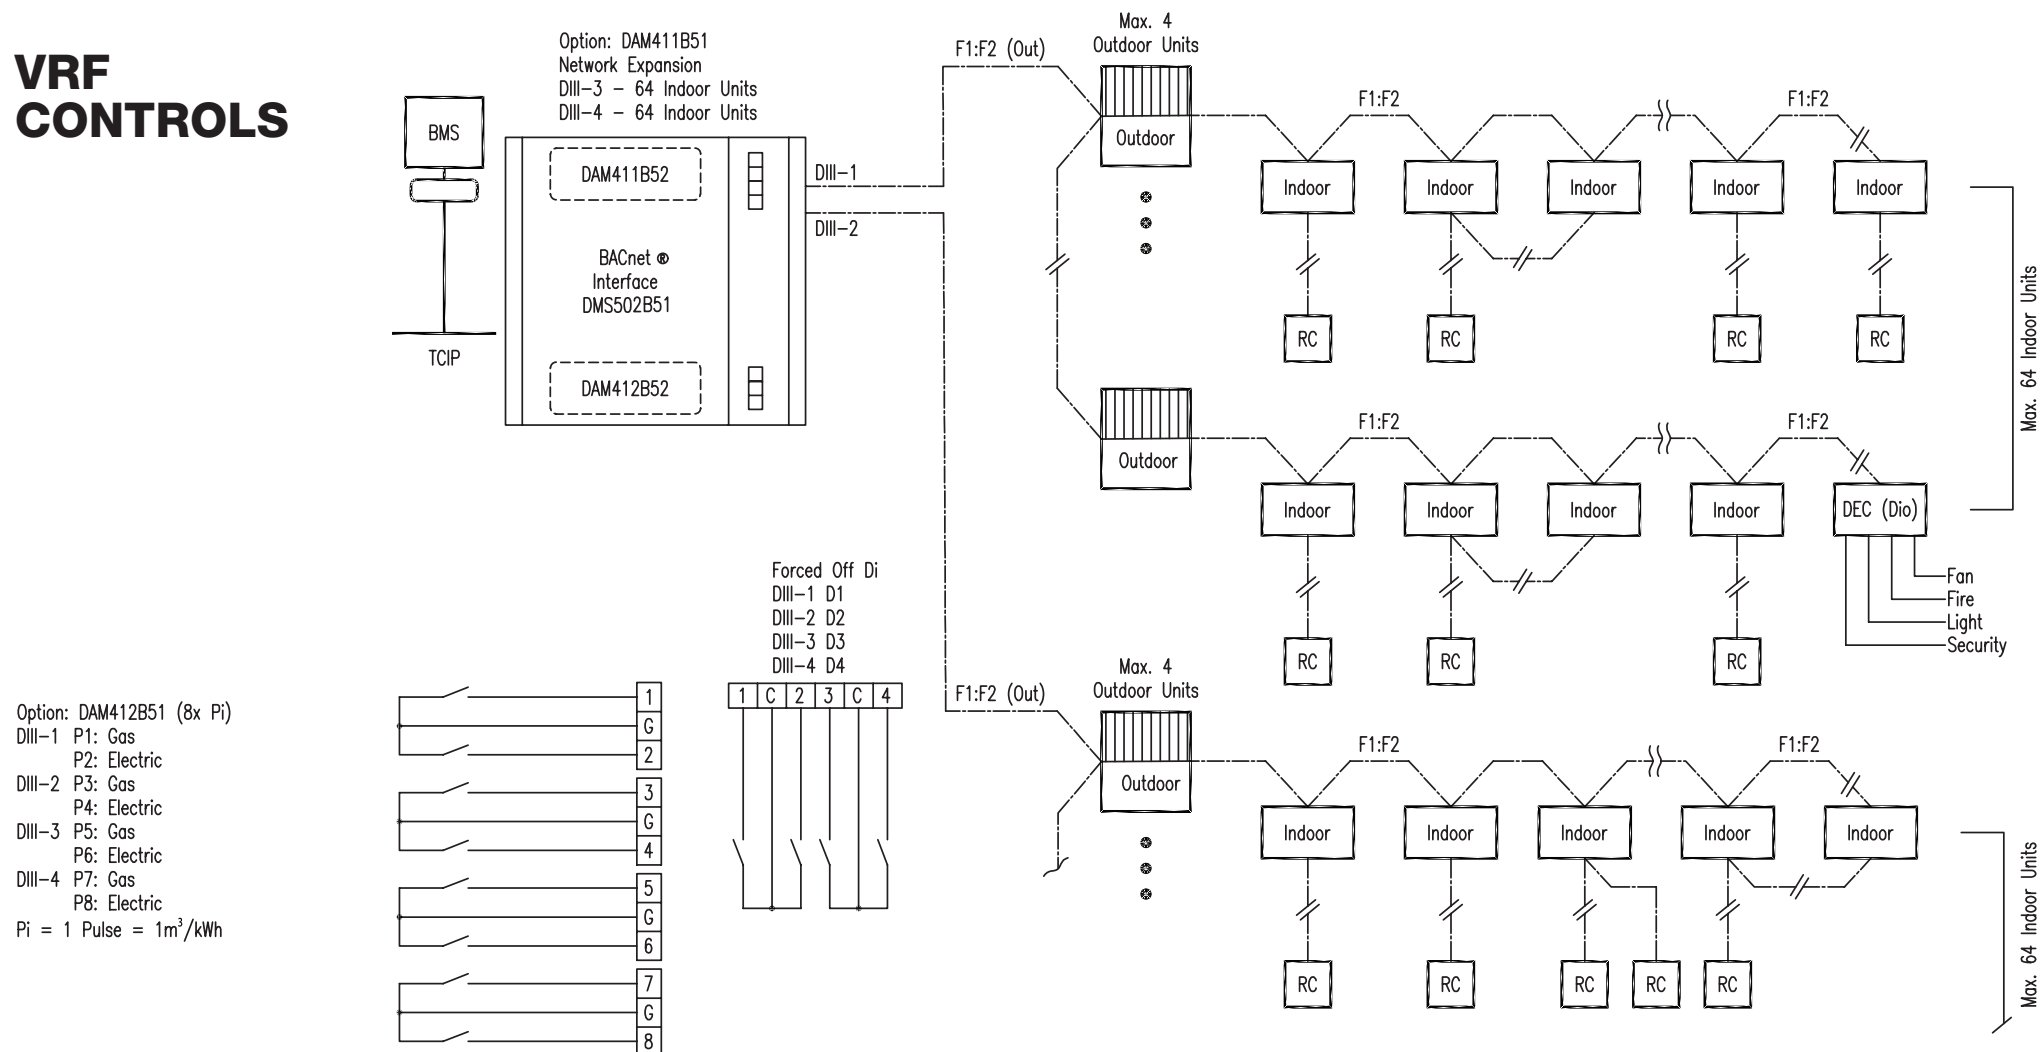 VRF
CONTROLS
Option: DAM411B51
Network Expansion
DIII-3 - 64 Indoor Units
DIII-4 - 64 Indoor Units
BMS
TCIP
DAM411B52
BACnet ®
Interface
DMS502B51
DAM412B52
DIII-1
DIII-2
F1:F2 (Out)
Max. 4
Outdoor Units
Outdoor
F1:F2
F1:F2
Indoor
Indoor
Indoor
Indoor
Indoor
RC
RC
RC
RC
Max. 64 Indoor Units
Outdoor
F1:F2
F1:F2
Indoor
Indoor
Indoor
Indoor
DEC (Dio)
Fan
Fire
Light
Security
RC
RC
RC
F1:F2 (Out)
Max. 4
Outdoor Units
Outdoor
F1:F2
F1:F2
Indoor
Indoor
Indoor
Indoor
Indoor
RC
RC
RC
RC
RC
Max. 64 Indoor Units
Forced Off Di
DIII-1 D1
DIII-2 D2
DIII-3 D3
DIII-4 D4
1 C 2 3 C 4
Option: DAM412B51 (8x Pi)
DIII-1 P1: Gas
P2: Electric
DIII-2 P3: Gas
P4: Electric
DIII-3 P5: Gas
P6: Electric
DIII-4 P7: Gas
P8: Electric
Pi = 1 Pulse = 1m³/kWh
1
G
2
3
G
4
5
G
6
7
G
8